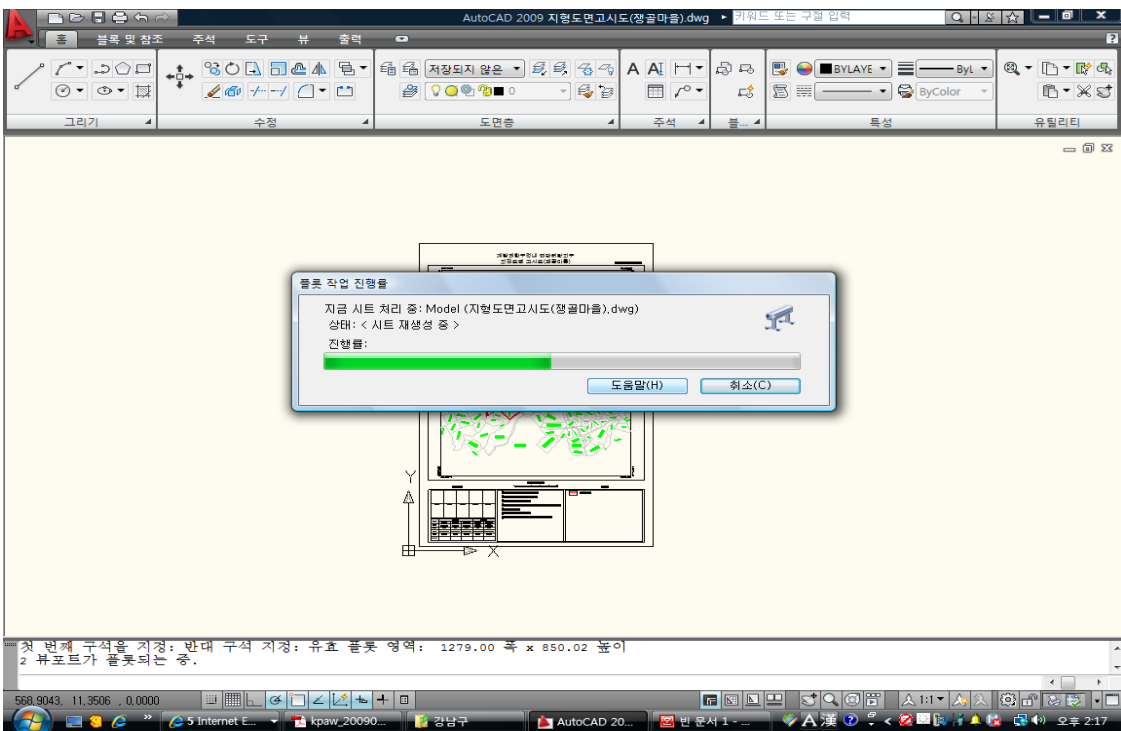 AutoCAD 2009 지형도면고시도(쟁골마을).dwg
키워드 또는 구절 입력
홈 블록 및 참조 주석 도구 뷰 출력
저장되지 않은
A AI
BYLAYE
ByL
1:1
0
ByColor
그리기 수정 도면층 주석 블... 특성 유틸리티
플롯 작업 진행률
지금 시트 처리 중: Model (지형도면고시도(쟁골마을).dwg)
상태: < 시트 재생성 중 >
진행률:
도움말(H) 취소(C)
Y
X
첫 번째 구석을 지정: 반대 구석 지정: 유효 플롯 영역: 1279.00 폭 x 850.02 높이
2 뷰포트가 플롯되는 중.
568.9043, 11.3506 , 0.0000
5 Internet E... kpaw_20090... 강남구 AutoCAD 20... 빈 문서 1 - ... A 漢 오후 2:17